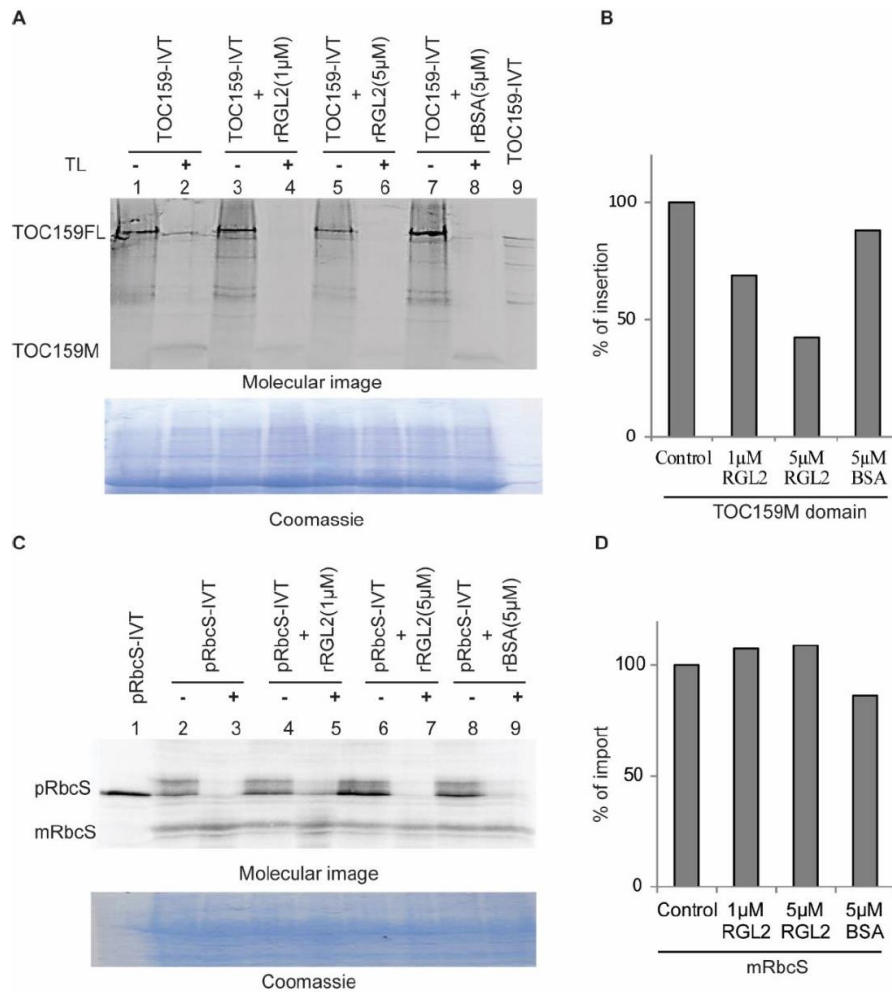 A
TOC159-IVT
TOC159-IVT
+
rRGL2(1µM)
TOC159-IVT
+
rRGL2(5µM)
TOC159-IVT
+
rBSA(5µM)
TOC159-IVT
TL - + - + - + - +
1 2 3 4 5 6 7 8 9
TOC159FL
TOC159M
Molecular image
Coomassie
B
% of insertion
100
50
0
Control 1µM RGL2 5µM RGL2 5µM BSA
TOC159M domain
C
pRbcS-IVT
pRbcS-IVT
pRbcS-IVT
+
rRGL2(1µM)
pRbcS-IVT
+
rRGL2(5µM)
pRbcS-IVT
+
rBSA(5µM)
- + - + - + - +
1 2 3 4 5 6 7 8 9
pRbcS
mRbcS
Molecular image
Coomassie
D
% of import
100
50
0
Control 1µM RGL2 5µM RGL2 5µM BSA
mRbcS